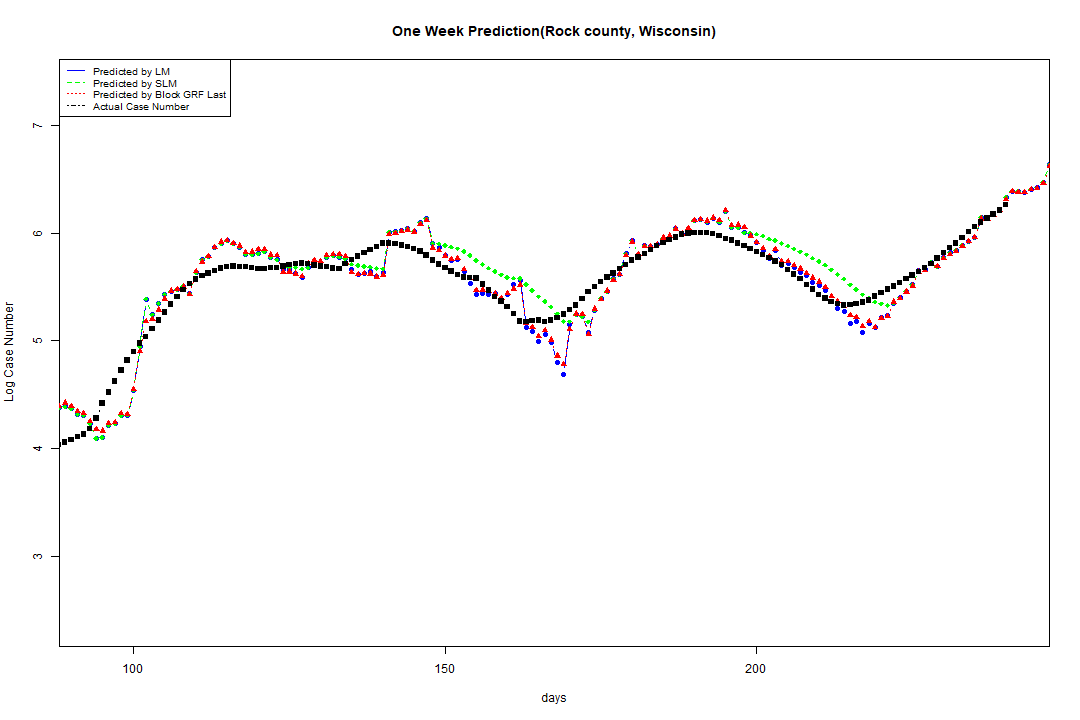 One Week Prediction(Rock county, Wisconsin)
Predicted by LM
Predicted by SLM
Predicted by Block GRF Last
Actual Case Number
7
6
5
4
3
Log Case Number
100 150 200
days